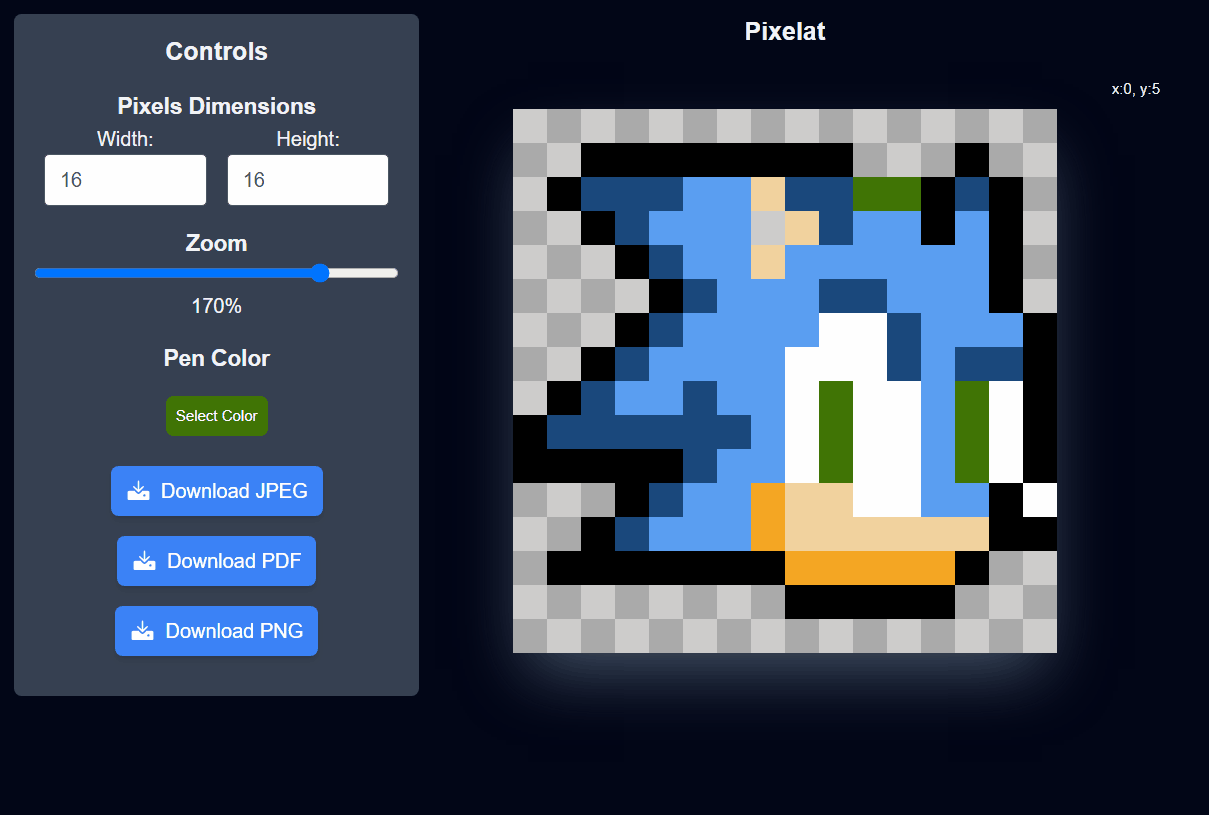 Controls
Pixels Dimensions
Width: Height:
16 16
Zoom
170%
Pen Color
Select Color
Download JPEG
Download PDF
Download PNG
Pixelat
x:0, y:5